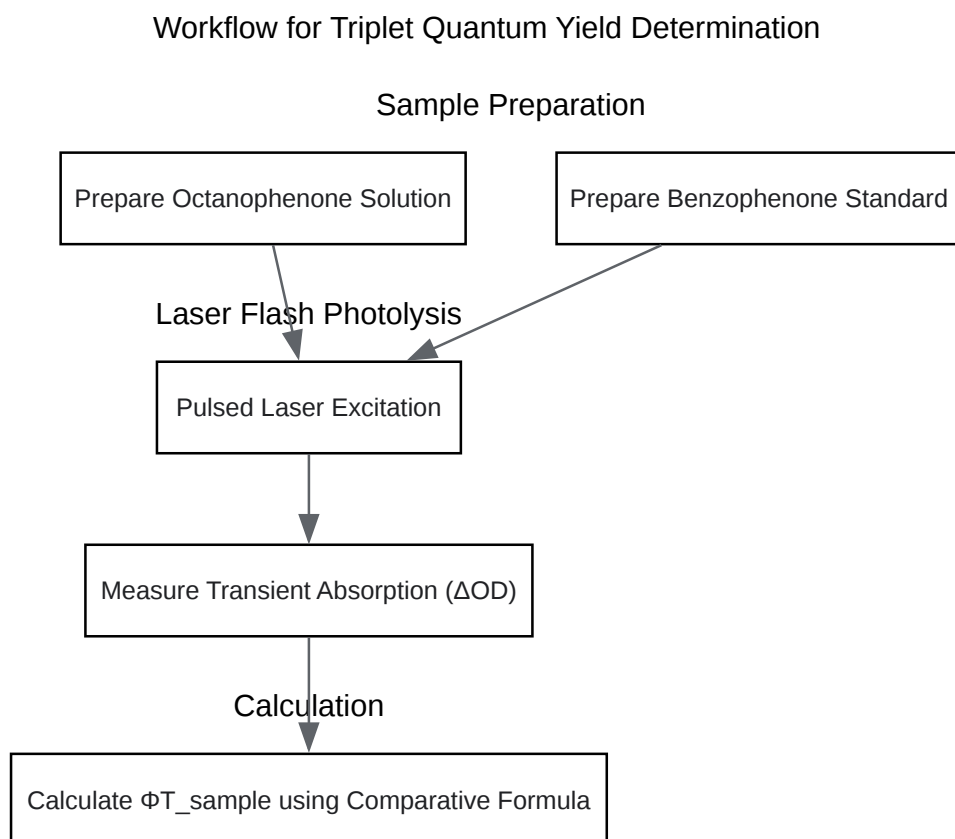 Workflow for Triplet Quantum Yield Determination
Sample Preparation
Prepare Octanophenone Solution
Prepare Benzophenone Standard
Laser Flash Photolysis
Pulsed Laser Excitation
Measure Transient Absorption (ΔOD)
Calculation
Calculate ΦT_sample using Comparative Formula